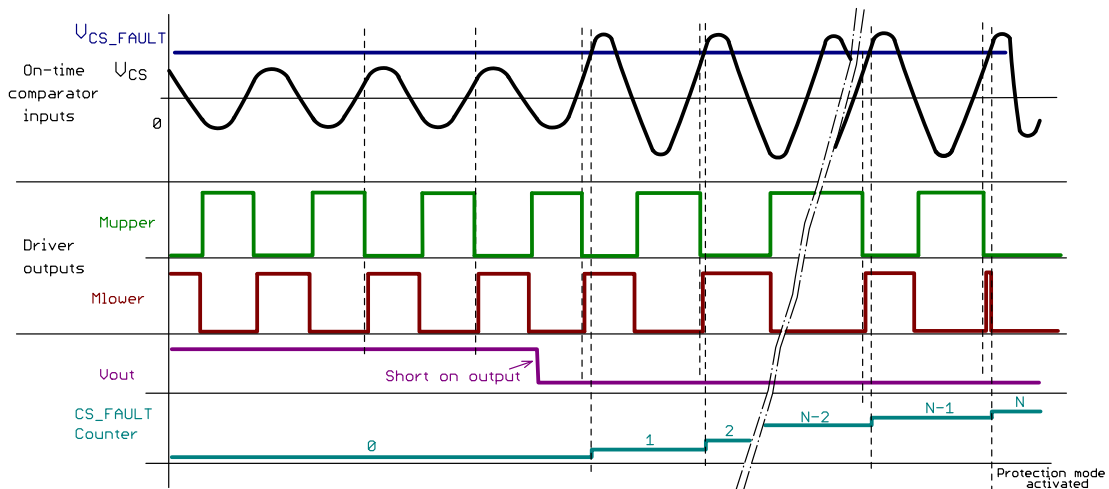 VCS_FAULT
On-time
comparator
inputs
VCS
0
Mupper
Driver
outputs
Mlower
Vout
Short on output
CS_FAULT
Counter
0
1
2
N-2
N-1
N
Protection mode
activated